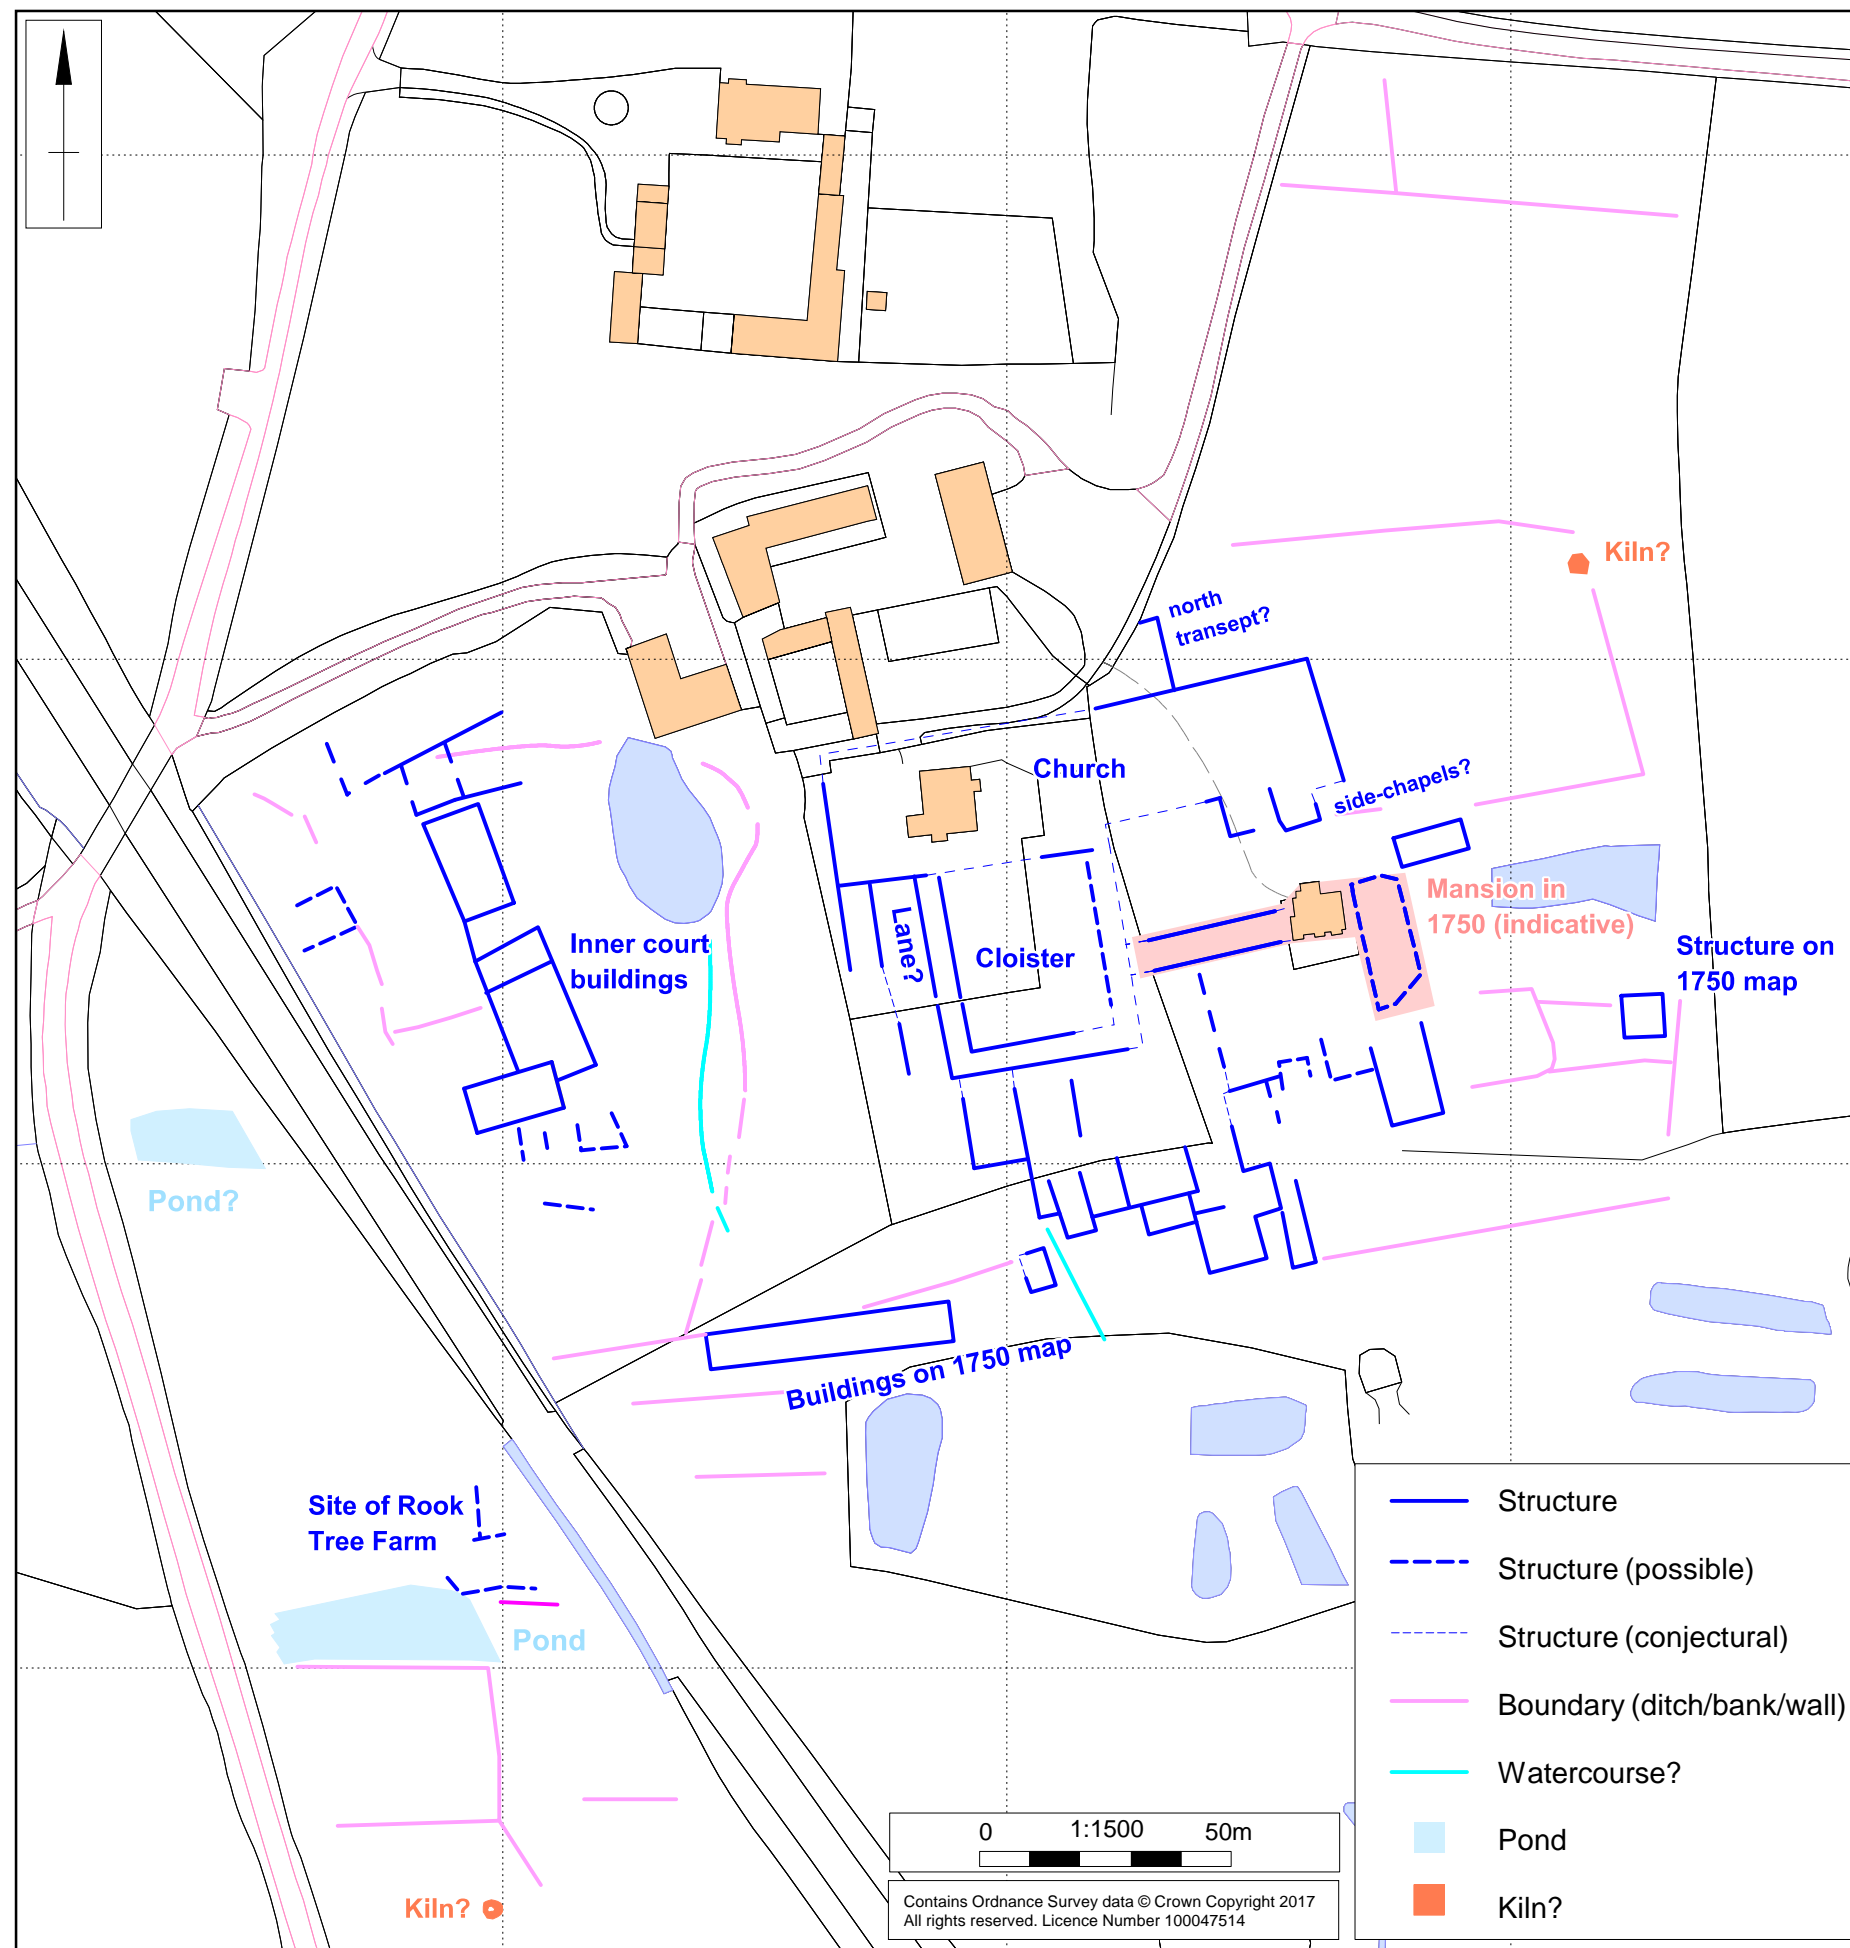 Kiln?
north
transept?
Church
side-chapels?
Mansion in
1750 (indicative)
Lane?
Inner court
buildings
Cloister
Structure on
1750 map
Pond?
Buildings on 1750 map
Site of Rook
Tree Farm
Pond
Kiln?
Structure
Structure (possible)
Structure (conjectural)
Boundary (ditch/bank/wall)
Watercourse?
Pond
Kiln?
0 1:1500 50m
Contains Ordnance Survey data © Crown Copyright 2017
All rights reserved. Licence Number 100047514